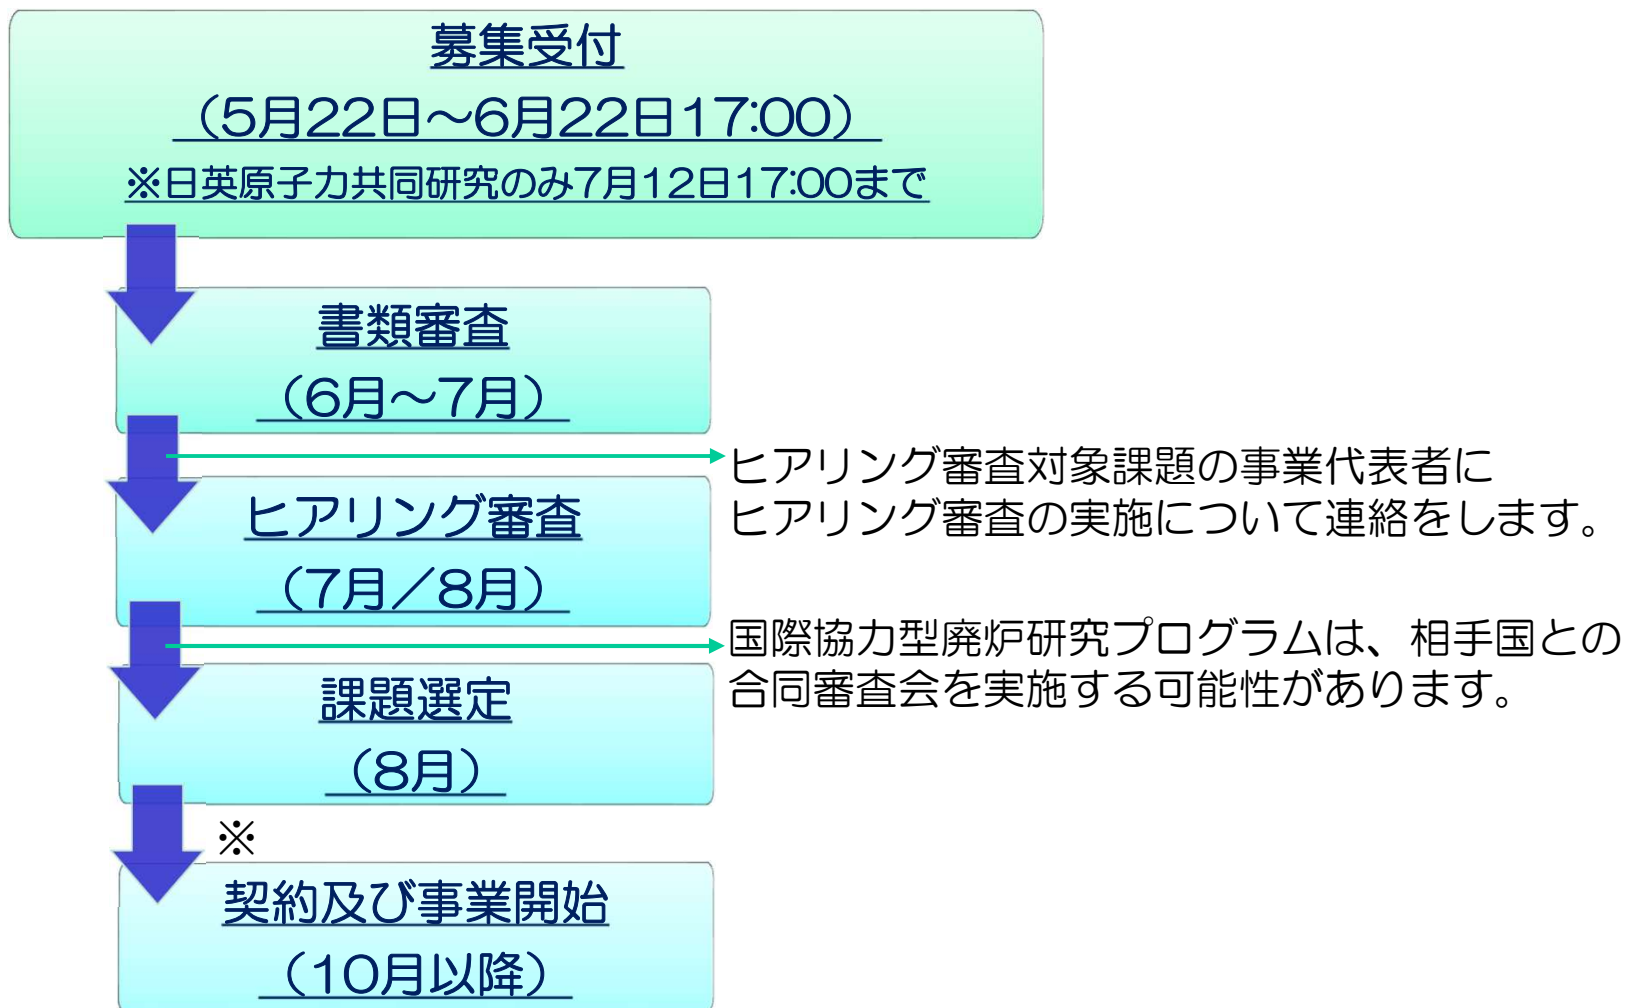 募集受付
（5月22日～6月22日17:00）
※日英原子力共同研究のみ7月12日17:00まで
書類審査
（6月～7月）
ヒアリング審査対象課題の事業代表者に
ヒアリング審査の実施について連絡をします。
ヒアリング審査
（7月／8月）
国際協力型廃炉研究プログラムは、相手国との
合同審査会を実施する可能性があります。
課題選定
（8月）
※
契約及び事業開始
（10月以降）